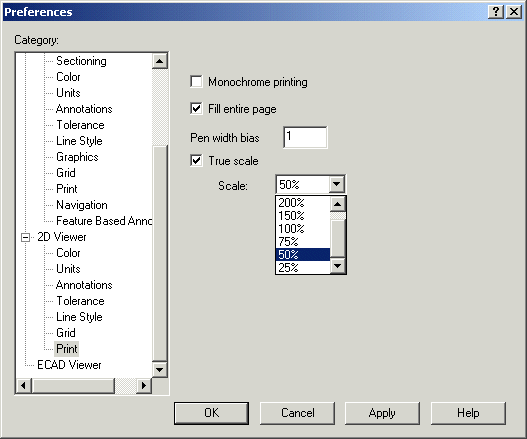 Preferences
Category:
Sectioning
Color
Units
Annotations
Tolerance
Line Style
Graphics
Grid
Print
Navigation
Feature Based Anno
2D Viewer
Color
Units
Annotations
Tolerance
Line Style
Grid
Print
ECAD Viewer
Monochrome printing
Fill entire page
Pen width bias 1
True scale
Scale: 50%
200%
150%
100%
75%
50%
25%
OK Cancel Apply Help